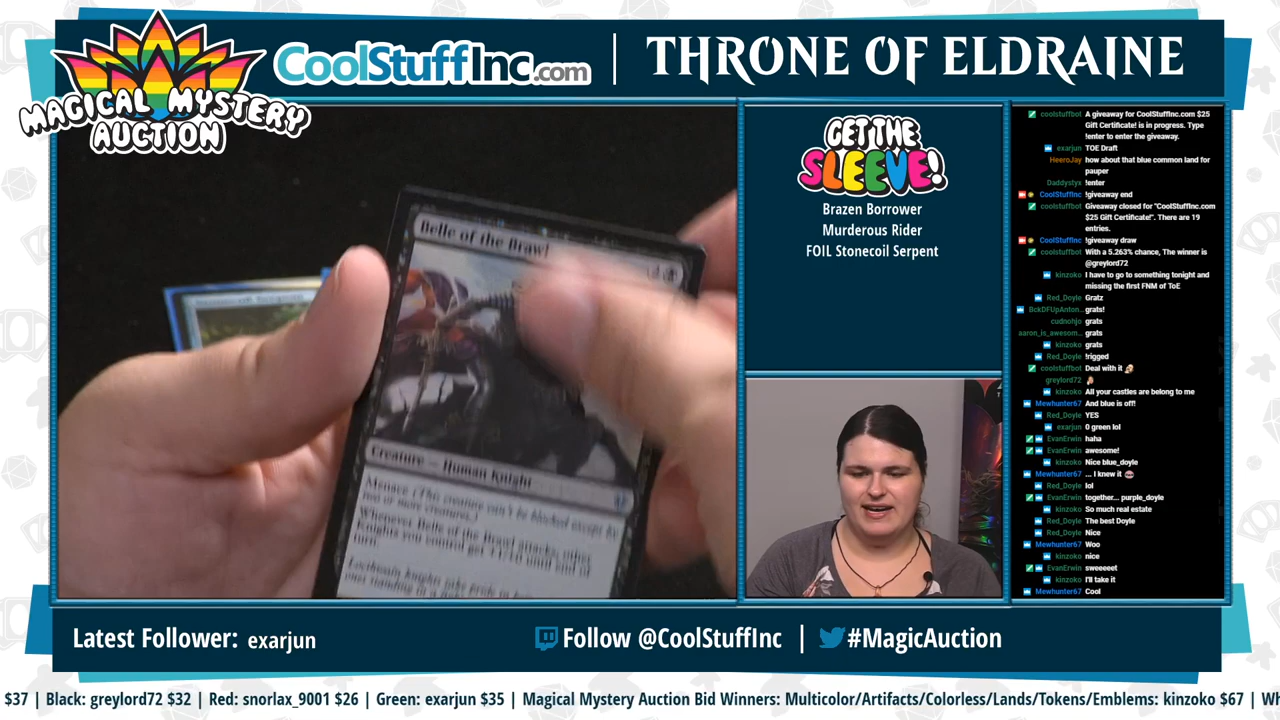 MAGICAL MYSTERY
AUCTION
CoolStuffInc.com
THRONE OF ELDRAINE
Belle of the Brawl
Human Knight
GET THE
SLEEVE!
Brazen Borrower
Murderous Rider
FOIL Stonecoil Serpent
coolstuffbot A giveaway for CoolStuffInc.com $25
Gift Certificate! is in progress. Type
!enter to enter the giveaway.
exarjun TOE Draft
HeeroJay how about that blue common land for
pauper
Daddystyx !enter
CoolStuffInc !giveaway end
coolstuffbot Giveaway closed for "CoolStuffInc.com
$25 Gift Certificate!". There are 19
entries.
CoolStuffInc !giveaway draw
coolstuffbot With a 5.263% chance, The winner is
@greylord72
kinzoko I have to go to something tonight and
missing the first FNM of ToE
Red_Doyle Gratz
BckDFUpAnton... grats!
cudnohjo grats
aaron_is_awesom... grats
kinzoko grats
Red_Doyle !rigged
coolstuffbot Deal with it
greylord72
kinzoko All your castles are belong to me
Mewhunter67 And blue is off!
Red_Doyle YES
exarjun 0 green lol
EvanErwin haha
EvanErwin awesome!
kinzoko Nice blue_doyle
Mewhunter67 ... I knew it
Red_Doyle lol
EvanErwin together... purple_doyle
kinzoko So much real estate
Red_Doyle The best Doyle
Red_Doyle Nice
Mewhunter67 Woo
kinzoko nice
EvanErwin sweeeeet
kinzoko I'll take it
Mewhunter67 Cool
Latest Follower: exarjun
Follow @CoolStuffInc | #MagicAuction
$37 | Black: greylord72 $32 | Red: snorlax_9001 $26 | Green: exarjun $35 | Magical Mystery Auction Bid Winners: Multicolor/Artifacts/Colorless/Lands/Tokens/Emblems: kinzoko $67 | Wh